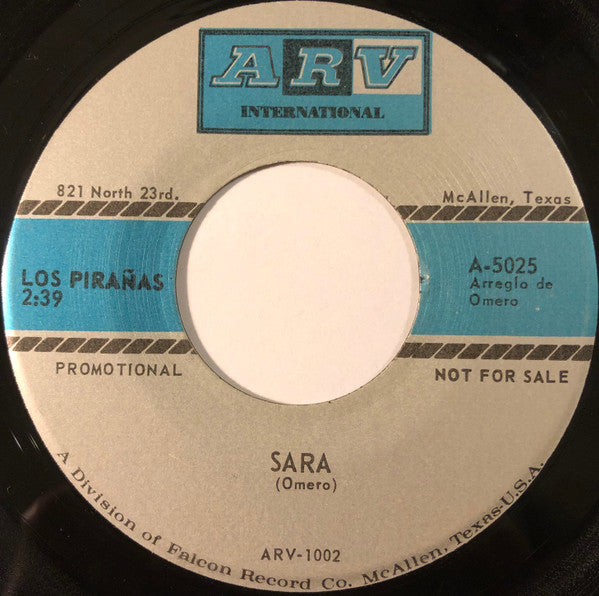 ARV
INTERNATIONAL
821 North 23rd.
McAllen, Texas
LOS PIRAÑAS
2:39
A-5025
Arreglo de
Omero
PROMOTIONAL
NOT FOR SALE
SARA
(Omero)
ARV-1002
A Division of Falcon Record Co. McAllen, Texas-U.S.A.